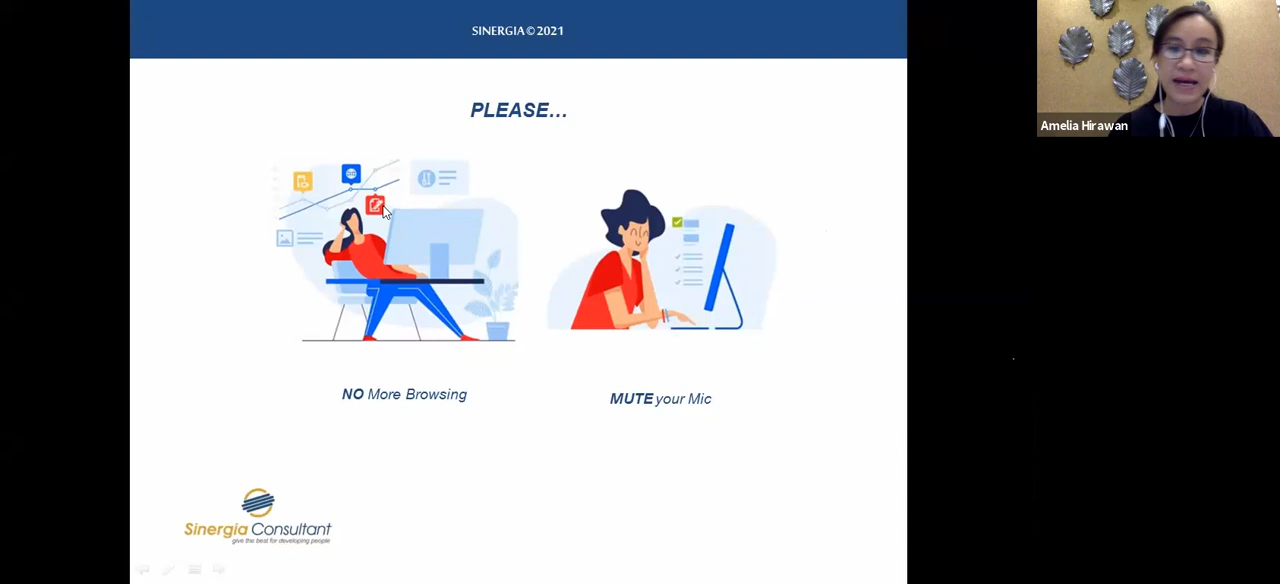 SINERGIA©2021
PLEASE...
NO More Browsing
MUTE your Mic
Sinergia Consultant
give the best for developing people
Amelia Hirawan